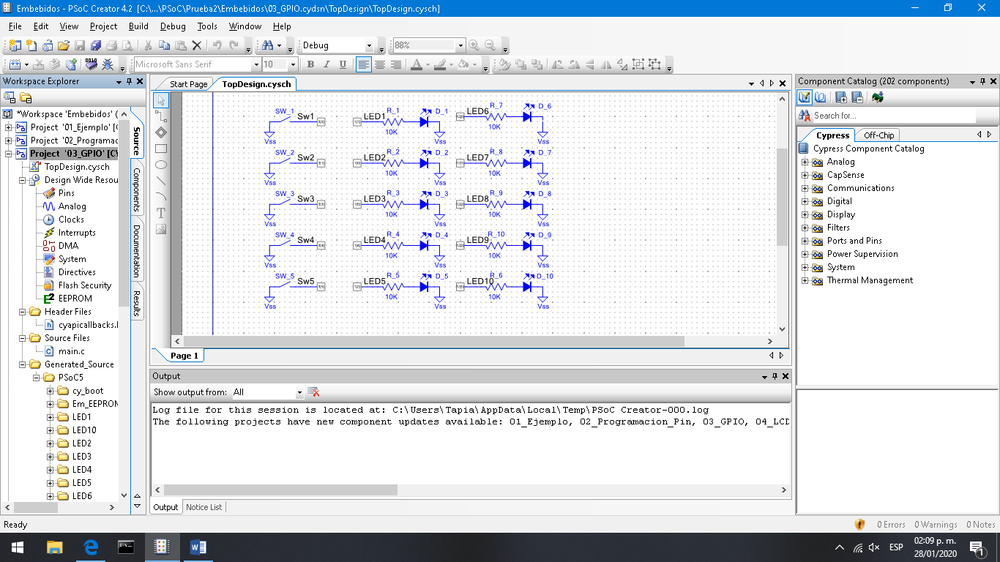 Embebidos - PSoC Creator 4.2 [C:\...\PSoC\Prueba2\Embebidos\03_GPIO.cydsn\TopDesign\TopDesign.cysch]
File Edit View Project Build Debug Tools Window Help
Debug 88%
Microsoft Sans Serif 10 B I U A
Workspace Explorer
*Workspace 'Embebidos' (
Project '01_Ejemplo' [C
Project '02_Programac
Project '03_GPIO' [CY
TopDesign.cysch
Design Wide Resou
Pins
Analog
Clocks
Interrupts
DMA
System
Directives
Flash Security
EEPROM
Header Files
cyapicallbacks.
Source Files
main.c
Generated_Source
PSoC5
cy_boot
Em_EEPROM
LED1
LED10
LED2
LED3
LED4
LED5
LED6
Source
Components
Documentation
Results
Start Page TopDesign.cysch
SW_1 Sw1 Vss LED1 R_1 10K D_1 Vss LED6 R_7 10K D_6 Vss
SW_2 Sw2 Vss LED2 R_2 10K D_2 Vss LED7 R_8 10K D_7 Vss
SW_3 Sw3 Vss LED3 R_3 10K D_3 Vss LED8 R_9 10K D_8 Vss
SW_4 Sw4 Vss LED4 R_4 10K D_4 Vss LED9 R_10 10K D_9 Vss
SW_5 Sw5 Vss LED5 R_5 10K D_5 Vss LED10 R_6 10K D_10 Vss
Page 1
Output
Show output from: All
Log file for this session is located at: C:\Users\Tapia\AppData\Local\Temp\PSoC Creator-000.log
The following projects have new component updates available: 01_Ejemplo, 02_Programacion_Pin, 03_GPIO, 04_LCD
Output Notice List
Component Catalog (202 components)
Search for...
Cypress Off-Chip
Cypress Component Catalog
Analog
CapSense
Communications
Digital
Display
Filters
Ports and Pins
Power Supervision
System
Thermal Management
Ready
0 Errors 0 Warnings 0 Notes
ESP
02:09 p. m.
28/01/2020
1